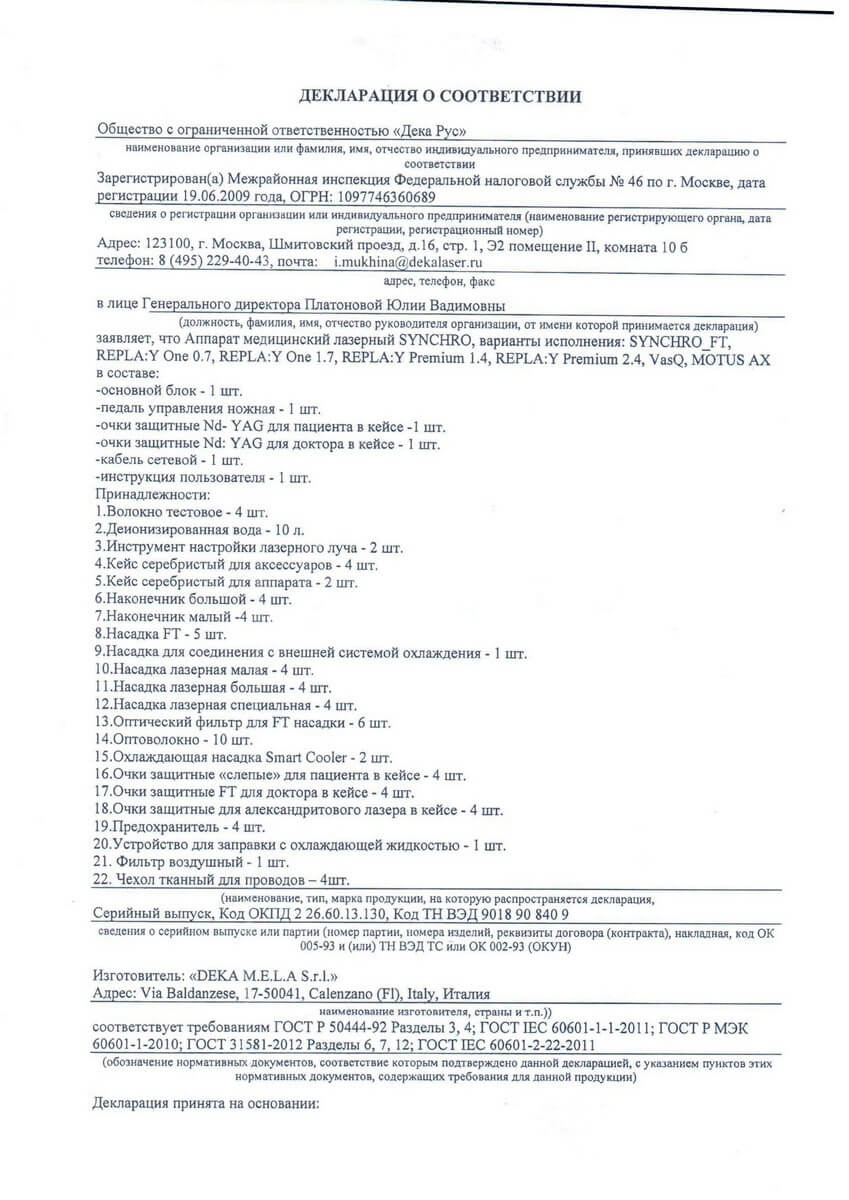 ДЕКЛАРАЦИЯ О СООТВЕТСТВИИ
Общество с ограниченной ответственностью «Дека Рус»
наименование организации или фамилия, имя, отчество индивидуального предпринимателя, принявших декларацию о
соответствии
Зарегистрирован(а) Межрайонная инспекция Федеральной налоговой службы № 46 по г. Москве, дата
регистрации 19.06.2009 года, ОГРН: 1097746360689
сведения о регистрации организации или индивидуального предпринимателя (наименование регистрирующего органа, дата
регистрации, регистрационный номер)
Адрес: 123100, г. Москва, Шмитовский проезд, д.16, стр. 1, Э2 помещение II, комната 10 б
телефон: 8 (495) 229-40-43, почта: i.mukhina@dekalaser.ru
адрес, телефон, факс
в лице Генерального директора Платоновой Юлии Вадимовны
(должность, фамилия, имя, отчество руководителя организации, от имени которой принимается декларация)
заявляет, что Аппарат медицинский лазерный SYNCHRO, варианты исполнения: SYNCHRO_FT,
REPLA:Y One 0.7, REPLA:Y One 1.7, REPLA:Y Premium 1.4, REPLA:Y Premium 2.4, VasQ, MOTUS AX
в составе:
-основной блок - 1 шт.
-педаль управления ножная - 1 шт.
-очки защитные Nd- YAG для пациента в кейсе -1 шт.
-очки защитные Nd: YAG для доктора в кейсе - 1 шт.
-кабель сетевой - 1 шт.
-инструкция пользователя - 1 шт.
Принадлежности:
1.Волокно тестовое - 4 шт.
2.Деионизированная вода - 10 л.
3.Инструмент настройки лазерного луча - 2 шт.
4.Кейс серебристый для аксессуаров - 4 шт.
5.Кейс серебристый для аппарата - 2 шт.
6.Наконечник большой - 4 шт.
7.Наконечник малый -4 шт.
8.Насадка FT - 5 шт.
9.Насадка для соединения с внешней системой охлаждения - 1 шт.
10.Насадка лазерная малая - 4 шт.
11.Насадка лазерная большая - 4 шт.
12.Насадка лазерная специальная - 4 шт.
13.Оптический фильтр для FT насадки - 6 шт.
14.Оптоволокно - 10 шт.
15.Охлаждающая насадка Smart Cooler - 2 шт.
16.Очки защитные «слепые» для пациента в кейсе - 4 шт.
17.Очки защитные FT для доктора в кейсе - 4 шт.
18.Очки защитные для александритового лазера в кейсе - 4 шт.
19.Предохранитель - 4 шт.
20.Устройство для заправки с охлаждающей жидкостью - 1 шт.
21. Фильтр воздушный - 1 шт.
22. Чехол тканный для проводов – 4шт.
(наименование, тип, марка продукции, на которую распространяется декларация,
Серийный выпуск, Код ОКПД 2 26.60.13.130, Код ТН ВЭД 9018 90 840 9
сведения о серийном выпуске или партии (номер партии, номера изделий, реквизиты договора (контракта), накладная, код ОК
005-93 и (или) ТН ВЭД ТС или ОК 002-93 (ОКУН)
Изготовитель: «DEKA M.E.L.A S.r.l.»
Адрес: Via Baldanzese, 17-50041, Calenzano (Fl), Italy, Италия
наименование изготовителя, страны и т.п.))
соответствует требованиям ГОСТ Р 50444-92 Разделы 3, 4; ГОСТ IEC 60601-1-1-2011; ГОСТ Р МЭК
60601-1-2010; ГОСТ 31581-2012 Разделы 6, 7, 12; ГОСТ IEC 60601-2-22-2011
(обозначение нормативных документов, соответствие которым подтверждено данной декларацией, с указанием пунктов этих
нормативных документов, содержащих требования для данной продукции)
Декларация принята на основании: